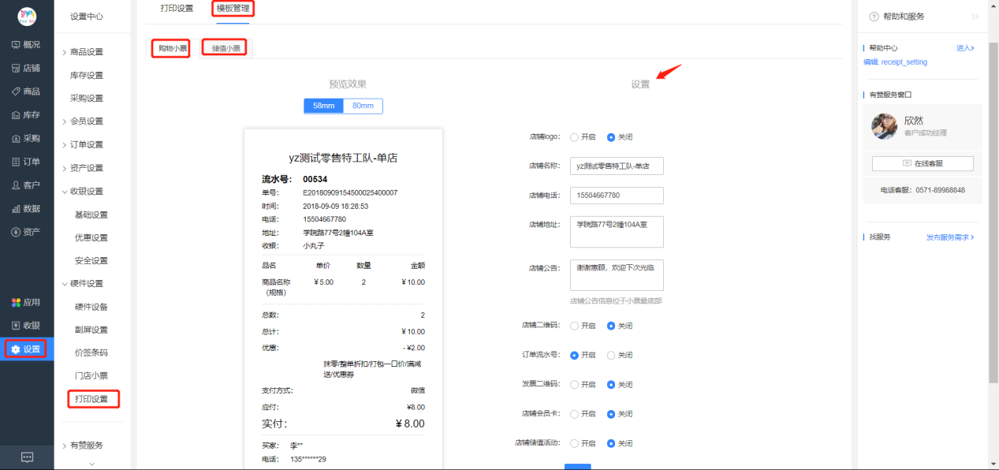 概况
店铺
商品
库存
采购
订单
客户
数据
资产
应用
收银
设置
设置中心
商品设置
库存设置
采购设置
会员设置
订单设置
资产设置
收银设置
基础设置
优惠设置
安全设置
硬件设置
硬件设备
副屏设置
价签条码
门店小票
打印设置
有赞服务
打印设置 模板管理
购物小票 储值小票
预览效果
58mm 80mm
yz测试零售特工队-单店
流水号： 00534
单号： E20180909154500025400007
时间： 2018-09-09 18:28:53
电话： 15504667780
地址： 学院路77号2幢104A室
收银： 小丸子
品名 单价 数量 金额
商品名称 ¥5.00 2 ¥10.00
（规格）
总数： 2
总计： ¥10.00
优惠： - ¥2.00
抹零/整单折扣/打包一口价/满减
送/优惠券
支付方式： 微信
应付： ¥8.00
实付： ¥8.00
买家： 李**
电话： 135******29
设置
店铺logo： 开启 关闭
店铺名称： yz测试零售特工队-单店
店铺电话： 15504667780
店铺地址： 学院路77号2幢104A室
店铺公告： 谢谢惠顾，欢迎下次光临
店铺公告信息位于小票最底部
店铺二维码： 开启 关闭
订单流水号： 开启 关闭
发票二维码： 开启 关闭
店铺会员卡： 开启 关闭
店铺储值活动： 开启 关闭
帮助和服务
帮助中心 进入
编辑: receipt_setting
有赞服务窗口
欣然
客户成功经理
在线客服
电话客服：0571-89988848
找服务 发布服务需求